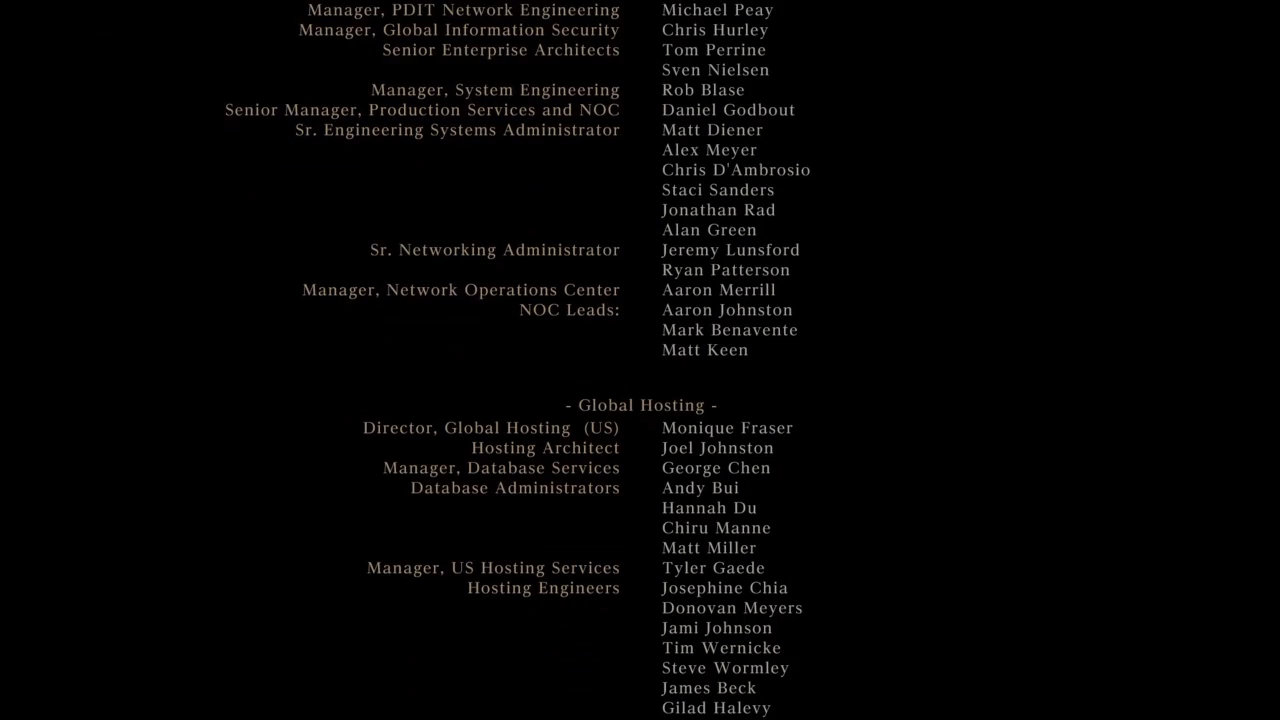 Manager, PDIT Network Engineering Michael Peay
Manager, Global Information Security Chris Hurley
Senior Enterprise Architects Tom Perrine
Sven Nielsen
Manager, System Engineering Rob Blase
Senior Manager, Production Services and NOC Daniel Godbout
Sr. Engineering Systems Administrator Matt Diener
Alex Meyer
Chris D'Ambrosio
Staci Sanders
Jonathan Rad
Alan Green
Sr. Networking Administrator Jeremy Lunsford
Ryan Patterson
Manager, Network Operations Center Aaron Merrill
NOC Leads: Aaron Johnston
Mark Benavente
Matt Keen
- Global Hosting -
Director, Global Hosting (US) Monique Fraser
Hosting Architect Joel Johnston
Manager, Database Services George Chen
Database Administrators Andy Bui
Hannah Du
Chiru Manne
Matt Miller
Manager, US Hosting Services Tyler Gaede
Hosting Engineers Josephine Chia
Donovan Meyers
Jami Johnson
Tim Wernicke
Steve Wormley
James Beck
Gilad Halevy